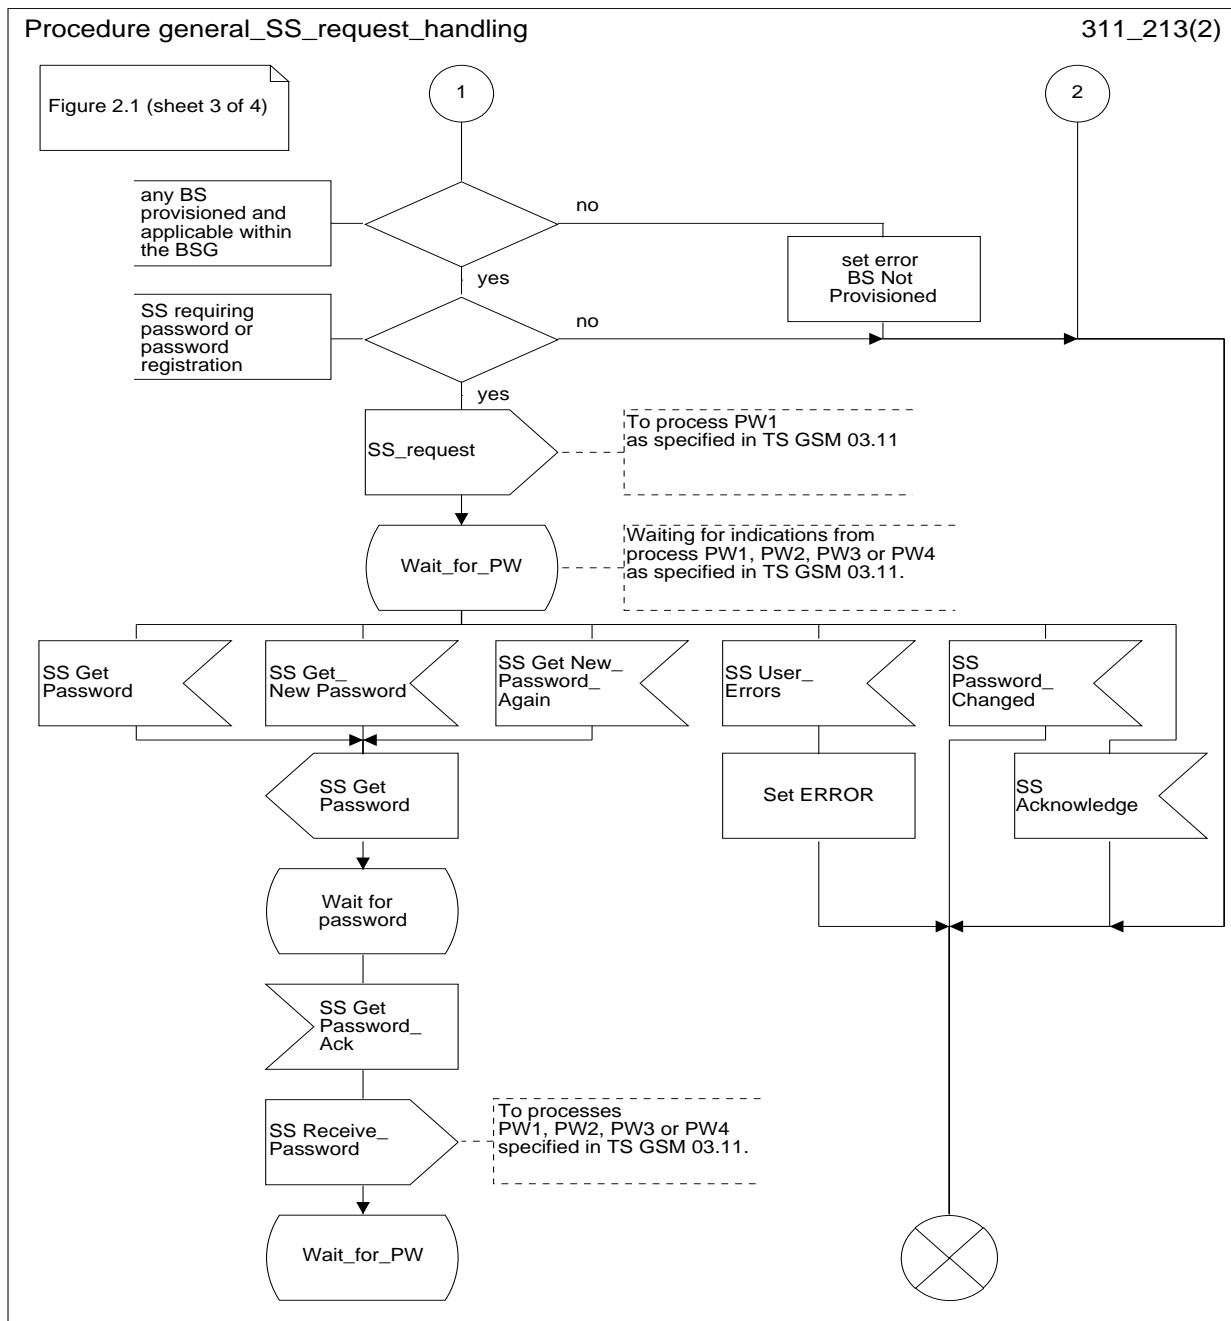 Procedure general_SS_request_handling
311_213(2)
Figure 2.1 (sheet 3 of 4)
1
2
any BS
provisioned and
applicable within
the BSG
no
yes
set error
BS Not
Provisioned
SS requiring
password or
password
registration
no
yes
SS_request
To process PW1
as specified in TS GSM 03.11
Wait_for_PW
Waiting for indications from
process PW1, PW2, PW3 or PW4
as specified in TS GSM 03.11.
SS Get
Password
SS Get_
New Password
SS Get New_
Password_
Again
SS User_
Errors
SS
Password_
Changed
SS Get
Password
Set ERROR
SS
Acknowledge
Wait for
password
SS Get
Password_
Ack
SS Receive_
Password
To processes
PW1, PW2, PW3 or PW4
specified in TS GSM 03.11.
Wait_for_PW